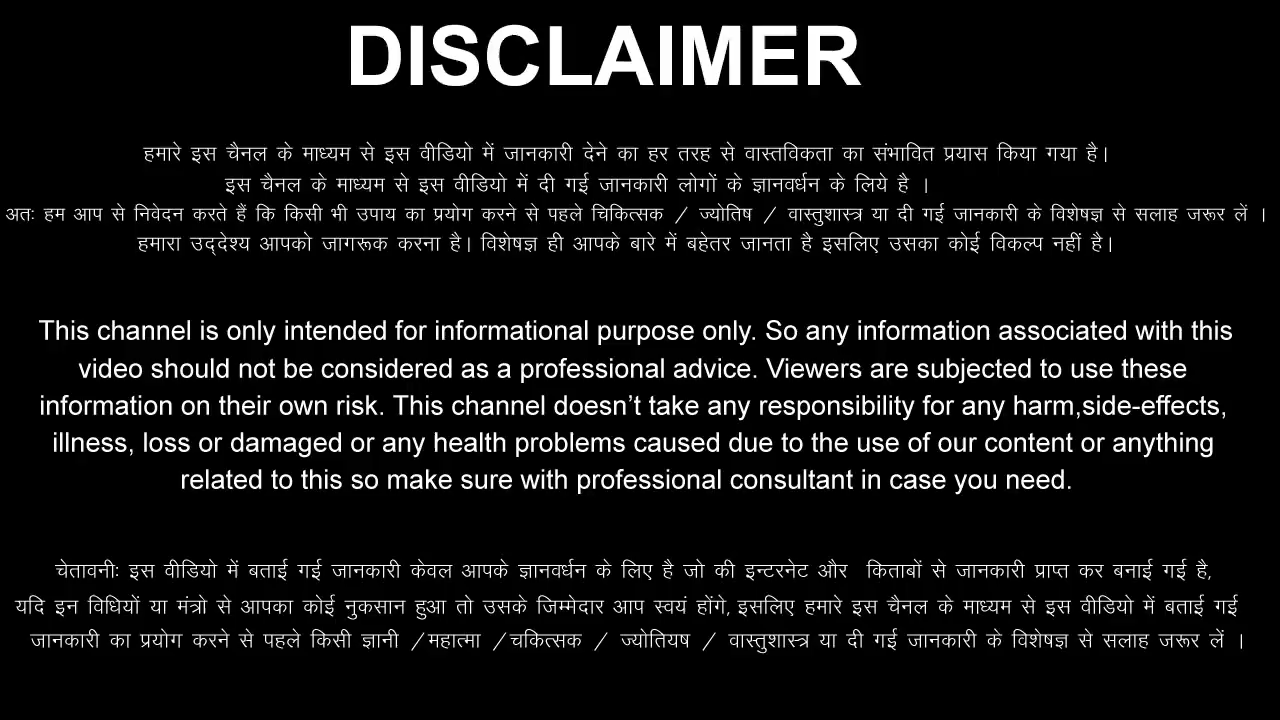 DISCLAIMER
हमारे इस चैनल के माध्यम से इस वीडियो में जानकारी देने का हर तरह से वास्तविकता का संभावित प्रयास किया गया है।
इस चैनल के माध्यम से इस वीडियो में दी गई जानकारी लोगों के ज्ञानवर्धन के लिये है ।
अतः हम आप से निवेदन करते हैं कि किसी भी उपाय का प्रयोग करने से पहले चिकित्सक / ज्योतिष / वास्तुशास्त्र या दी गई जानकारी के विशेषज्ञ से सलाह जरूर लें ।
हमारा उद्देश्य आपको जागरूक करना है। विशेषज्ञ ही आपके बारे में बहेतर जानता है इसलिए उसका कोई विकल्प नहीं है।
This channel is only intended for informational purpose only. So any information associated with this
video should not be considered as a professional advice. Viewers are subjected to use these
information on their own risk. This channel doesn’t take any responsibility for any harm,side-effects,
illness, loss or damaged or any health problems caused due to the use of our content or anything
related to this so make sure with professional consultant in case you need.
चेतावनीः इस वीडियो में बताई गई जानकारी केवल आपके ज्ञानवर्धन के लिए है जो की इन्टरनेट और किताबों से जानकारी प्राप्त कर बनाई गई है,
यदि इन विधियों या मंत्रो से आपका कोई नुकसान हुआ तो उसके जिम्मेदार आप स्वयं होंगे, इसलिए हमारे इस चैनल के माध्यम से इस वीडियो में बताई गई
जानकारी का प्रयोग करने से पहले किसी ज्ञानी /महात्मा /चकित्सक / ज्योतियष / वास्तुशास्त्र या दी गई जानकारी के विशेषज्ञ से सलाह जरूर लें ।